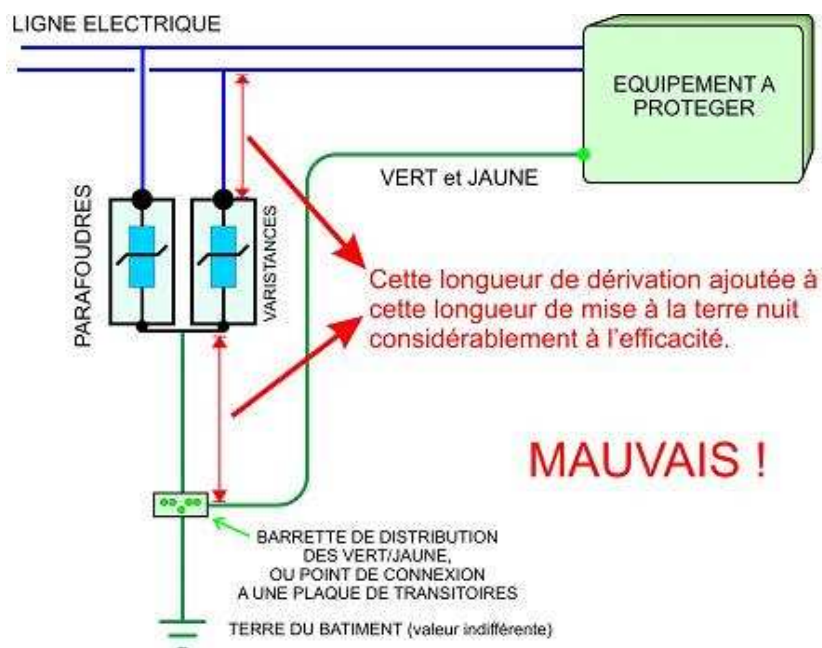 LIGNE ELECTRIQUE
EQUIPEMENT A
PROTEGER
VERT et JAUNE
PARAFOUDRES
VARISTANCES
Cette longueur de dérivation ajoutée à
cette longueur de mise à la terre nuit
considérablement à l'efficacité.
MAUVAIS !
BARRETTE DE DISTRIBUTION
DES VERT/JAUNE,
OU POINT DE CONNEXION
A UNE PLAQUE DE TRANSITOIRES
TERRE DU BATIMENT (valeur indifférente)